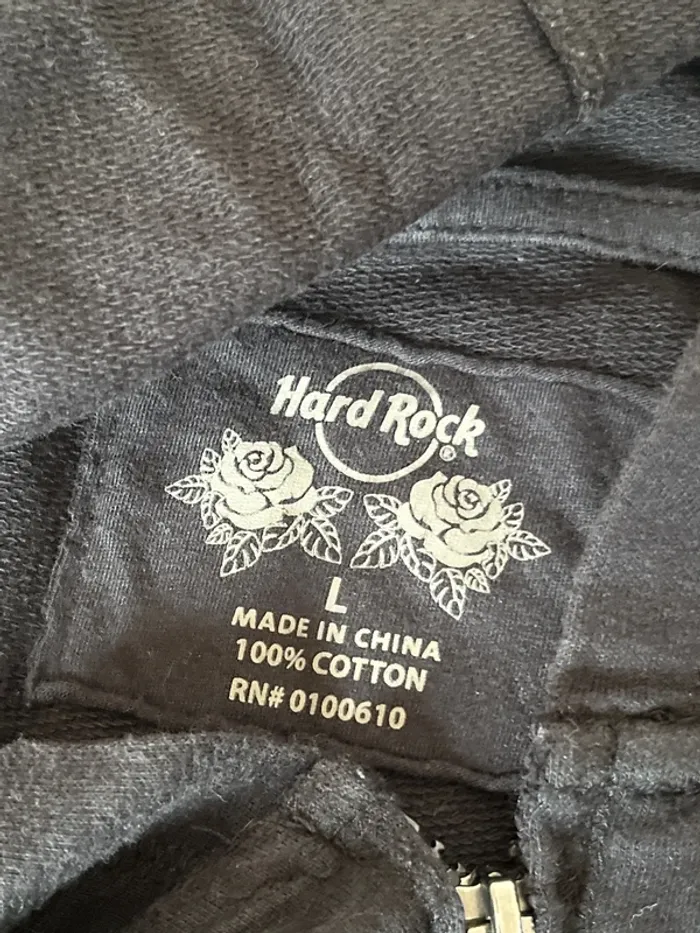 Hard Rock
®
L
MADE IN CHINA
100% COTTON
RN# 0100610